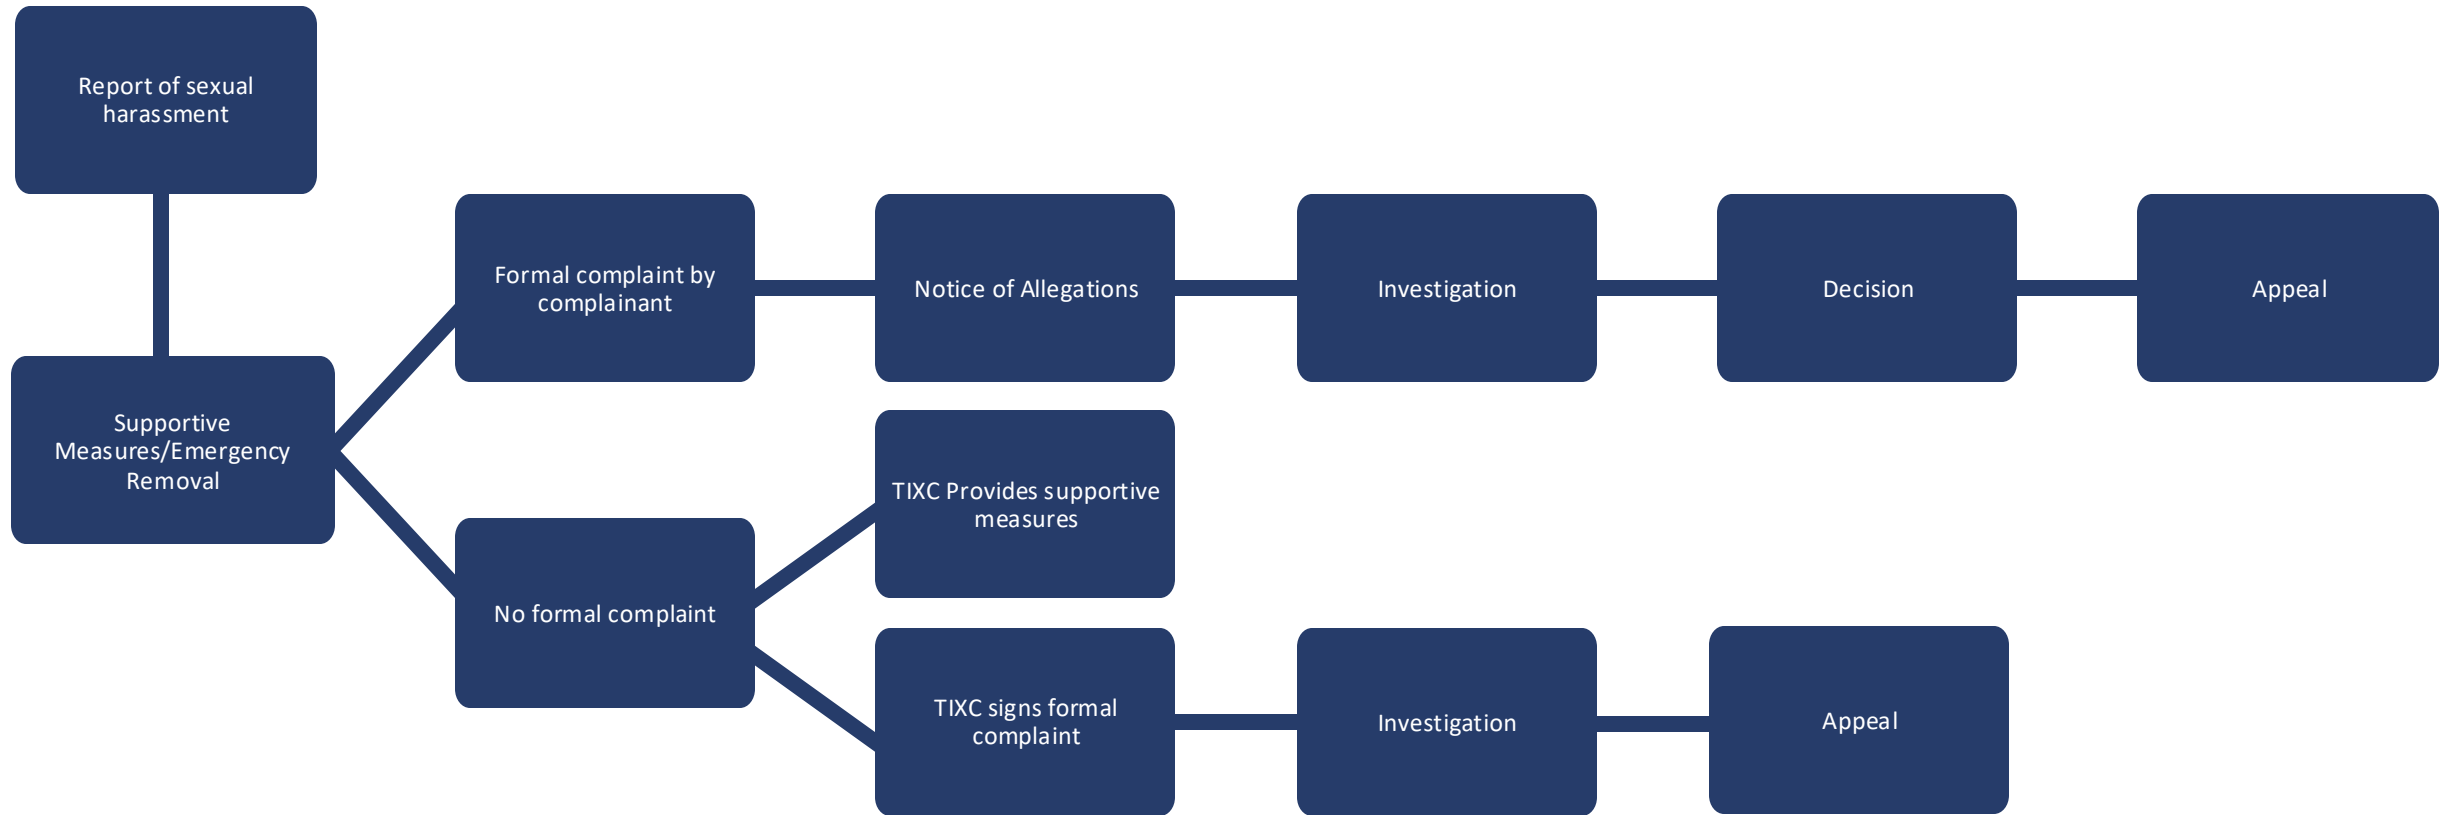 Report of sexual
harassment
Supportive
Measures/Emergency
Removal
Formal complaint by
complainant
Notice of Allegations
Investigation
Decision
Appeal
No formal complaint
TIXC Provides supportive
measures
TIXC signs formal
complaint
Investigation
Appeal